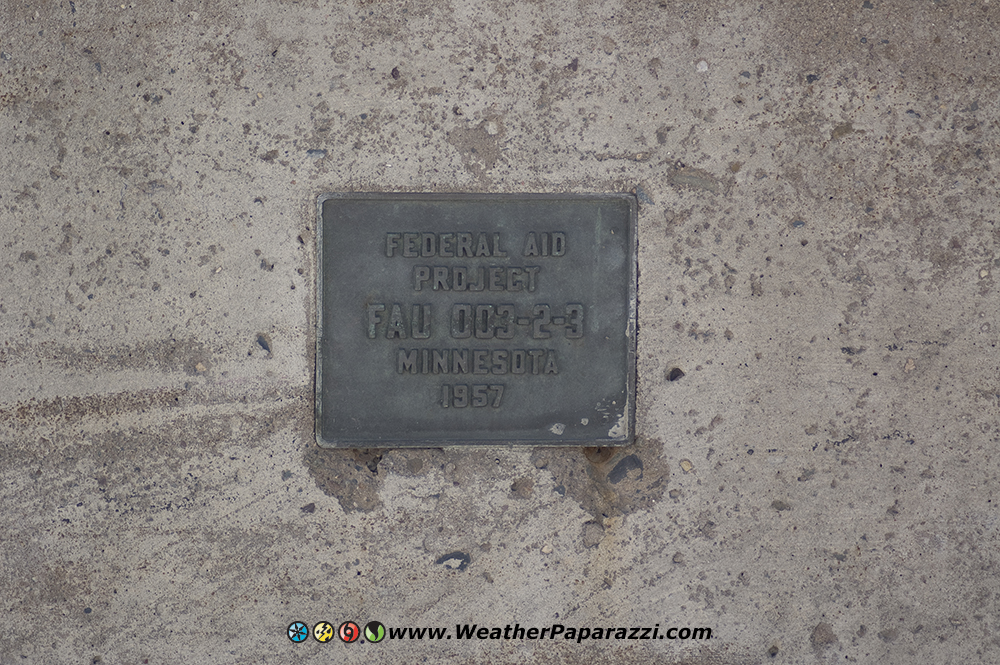 FEDERAL AID
PROJECT
FAU 003-2-3
MINNESOTA
1957
www.WeatherPaparazzi.com